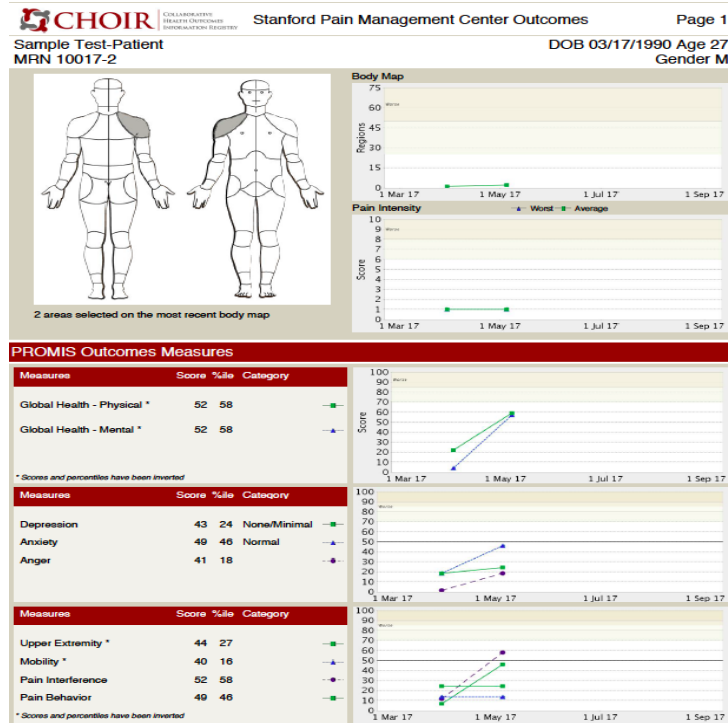 CHOIR COLLABORATIVE HEALTH OUTCOMES INFORMATION REGISTRY Stanford Pain Management Center Outcomes Page 1
Sample Test-Patient DOB 03/17/1990 Age 27
MRN 10017-2 Gender M
Body Map
75
60 Worse
45
30
15
0
Regions
1 Mar 17 1 May 17 1 Jul 17 1 Sep 17
Pain Intensity Worst Average
10
9 Worse
8
7
6
5
4
3
2
1
0
Score
1 Mar 17 1 May 17 1 Jul 17 1 Sep 17
2 areas selected on the most recent body map
PROMIS Outcomes Measures
Measures Score %ile Category
Global Health - Physical * 52 58
Global Health - Mental * 52 58
* Scores and percentiles have been inverted
100
90 Worse
80
70
60
50
40
30
20
10
0
Score
1 Mar 17 1 May 17 1 Jul 17 1 Sep 17
Measures Score %ile Category
Depression 43 24 None/Minimal
Anxiety 49 46 Normal
Anger 41 18
100
90
80 Worse
70
60
50
40
30
20
10
0
1 Mar 17 1 May 17 1 Jul 17 1 Sep 17
Measures Score %ile Category
Upper Extremity * 44 27
Mobility * 40 16
Pain Interference 52 58
Pain Behavior 49 46
* Scores and percentiles have been inverted
100
90
80 Worse
70
60
50
40
30
20
10
0
1 Mar 17 1 May 17 1 Jul 17 1 Sep 17